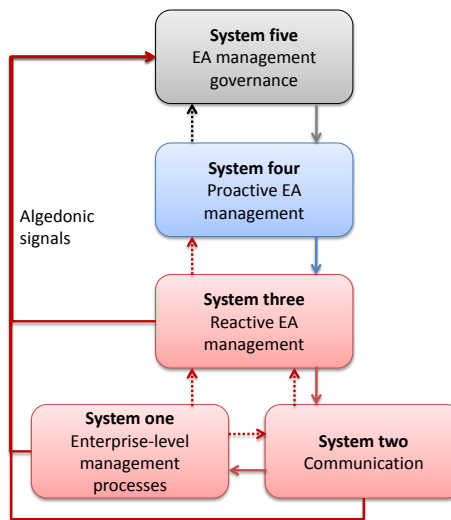 System five
EA management
governance
System four
Proactive EA
management
Algedonic
signals
System three
Reactive EA
management
System one
Enterprise-level
management
processes
System two
Communication